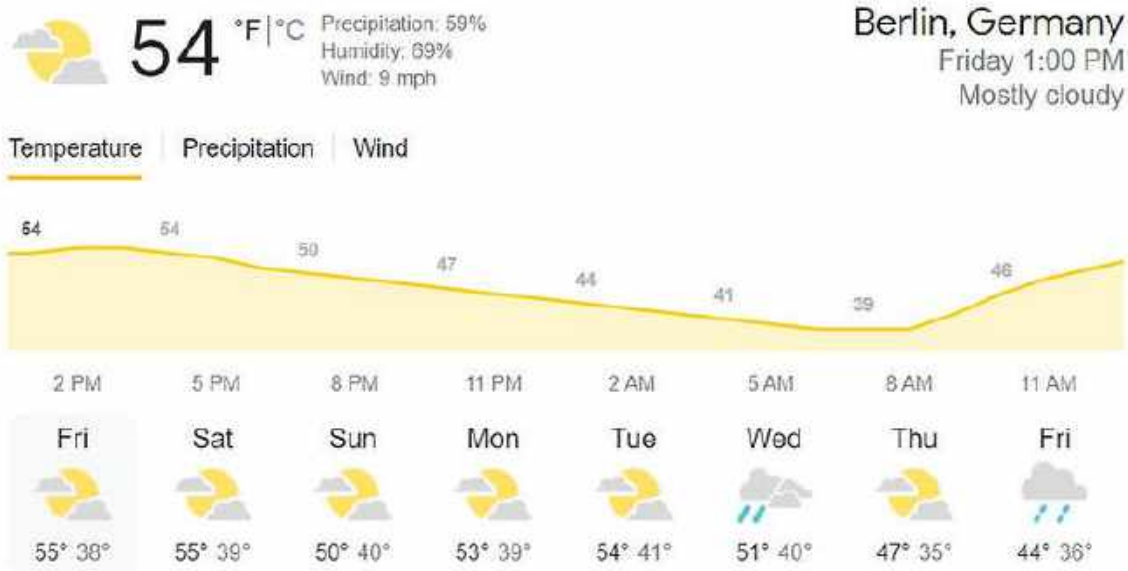 54 °F|°C
Precipitation: 59%
Humidity: 69%
Wind: 9 mph
Berlin, Germany
Friday 1:00 PM
Mostly cloudy
Temperature Precipitation Wind
54 54 50 47 44 41 39 46
2 PM 5 PM 8 PM 11 PM 2 AM 5 AM 8 AM 11 AM
Fri Sat Sun Mon Tue Wed Thu Fri
55° 38° 55° 39° 50° 40° 53° 39° 54° 41° 51° 40° 47° 35° 44° 36°